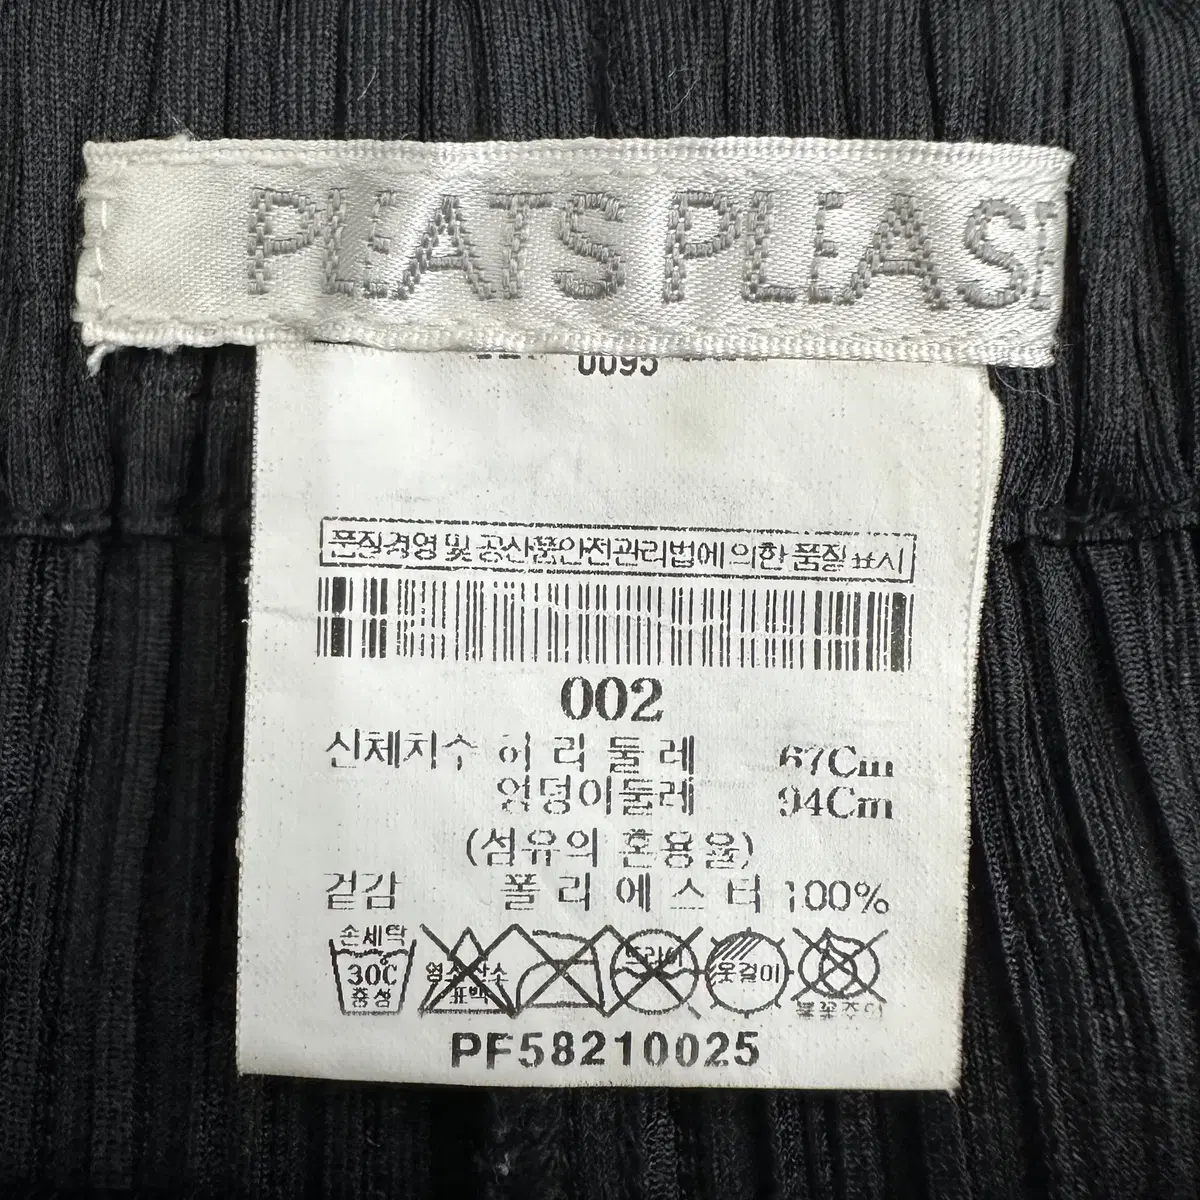 PLEATS PLEASE
0095
품질경영 및 공산품안전관리법에 의한 품질표시
002
신체치수 허리둘레 67Cm
엉덩이둘레 94Cm
(섬유의 혼용율)
겉감 폴리에스터 100%
손세탁
30℃
중성
염소산소
표백
드라이
옷걸이
PF58210025